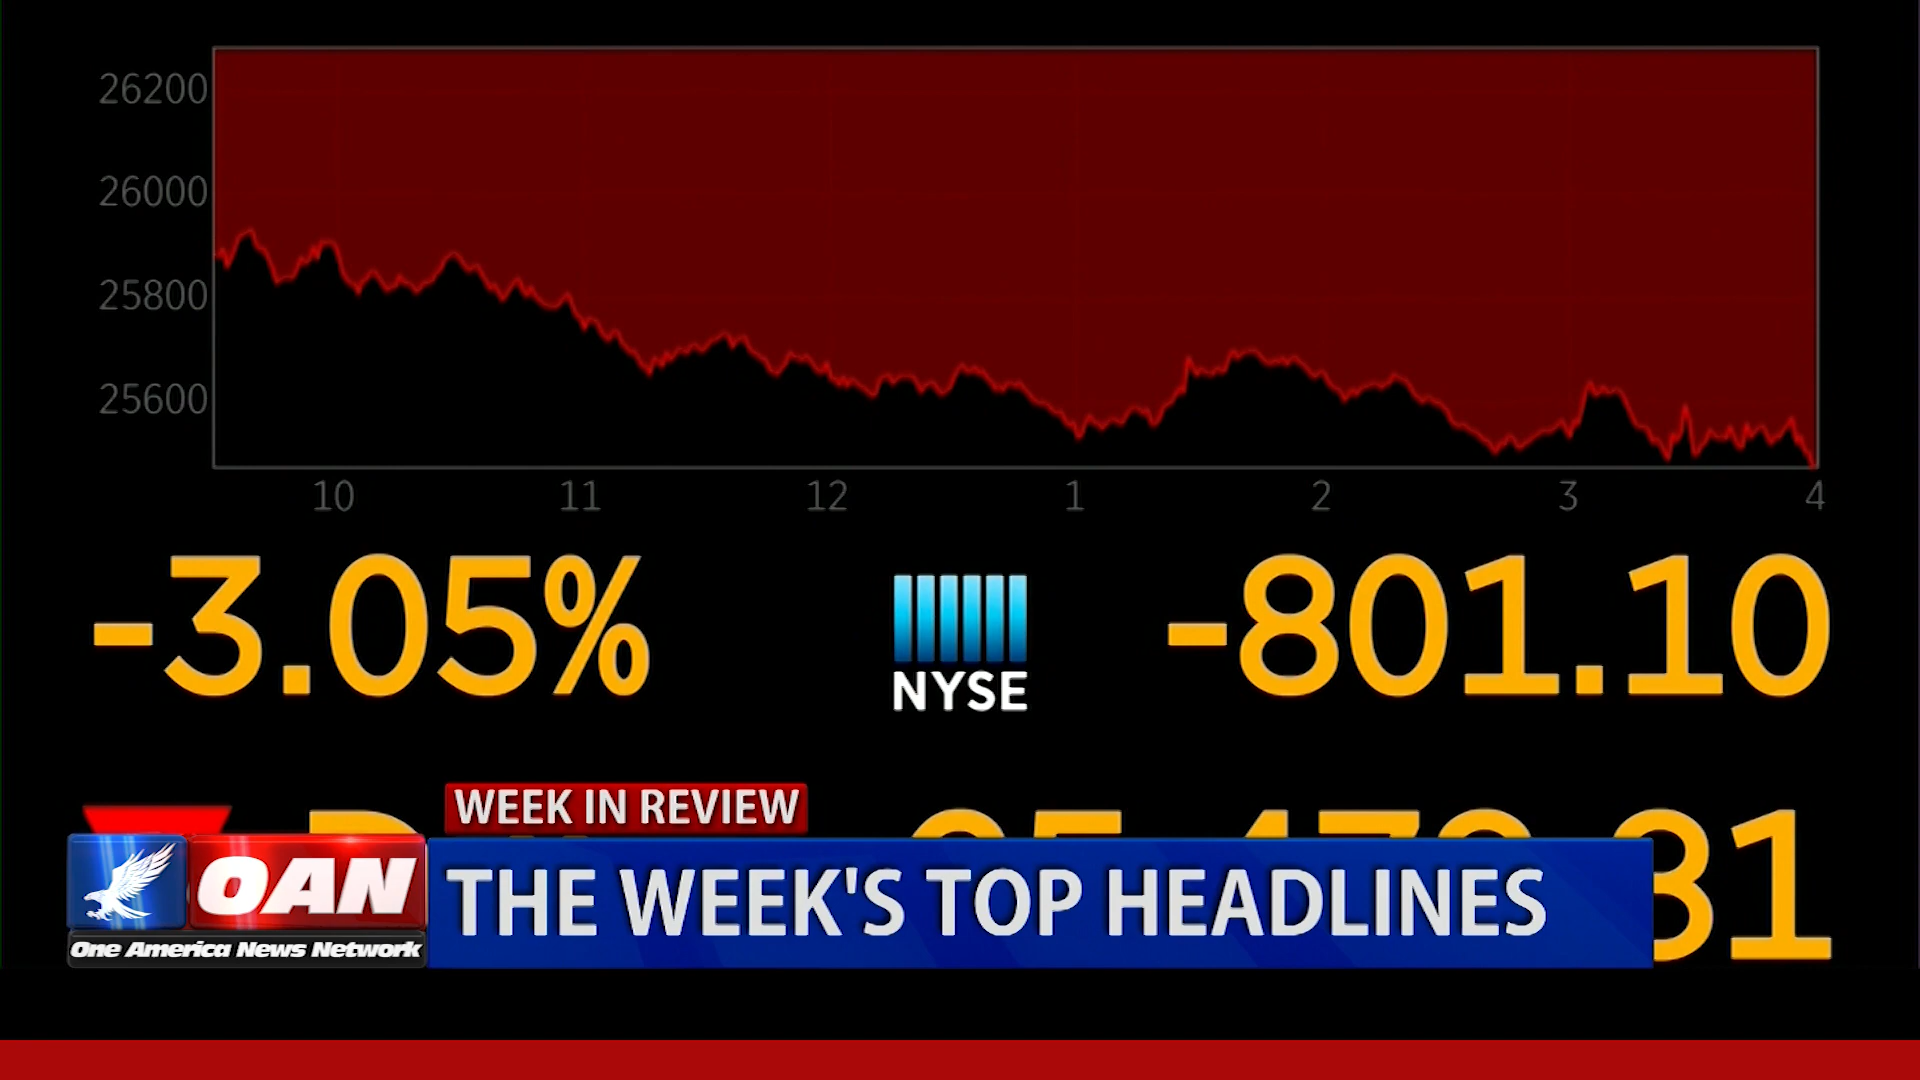 26200
26000
25800
25600
10 11 12 1 2 3 4
-3.05%
NYSE
-801.10
WEEK IN REVIEW
OAN
THE WEEK'S TOP HEADLINES
One America News Network